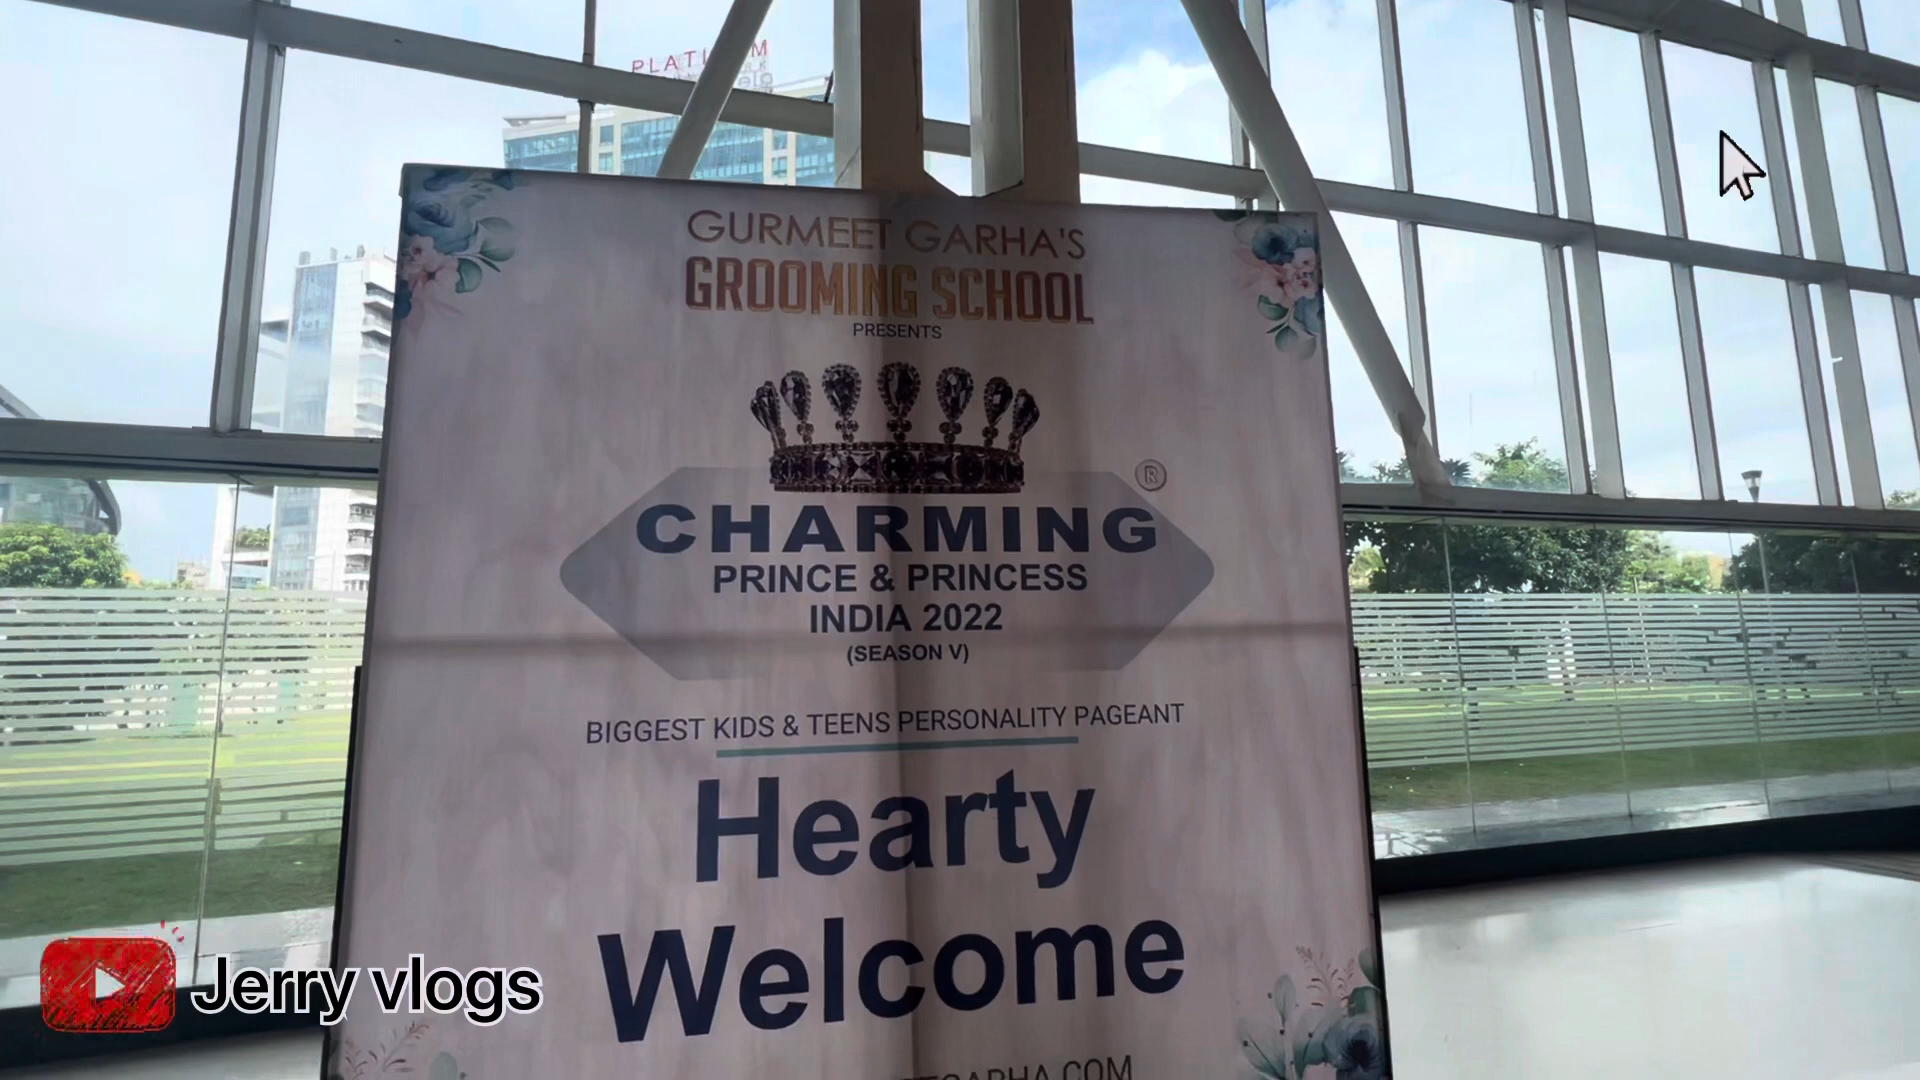 PLATINUM
GURMEET GARHA'S
GROOMING SCHOOL
PRESENTS
®
CHARMING
PRINCE & PRINCESS
INDIA 2022
(SEASON V)
BIGGEST KIDS & TEENS PERSONALITY PAGEANT
Hearty
Welcome
Jerry vlogs